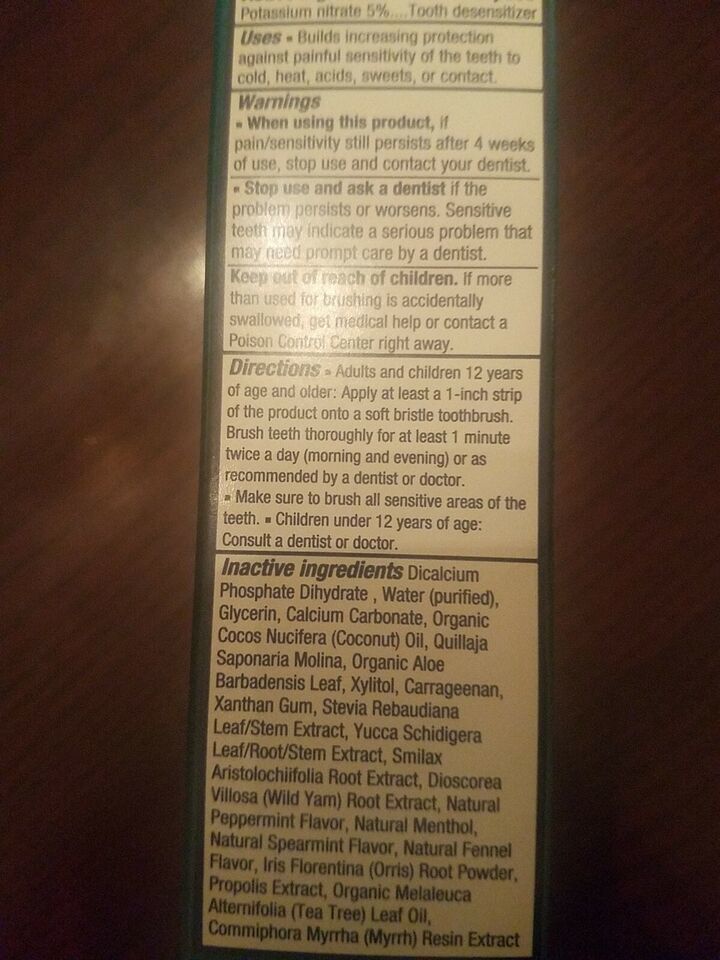 Potassium nitrate 5%....Tooth desensitizer
Uses ▪ Builds increasing protection
against painful sensitivity of the teeth to
cold, heat, acids, sweets, or contact.
Warnings
▪ When using this product, if
pain/sensitivity still persists after 4 weeks
of use, stop use and contact your dentist.
▪ Stop use and ask a dentist if the
problem persists or worsens. Sensitive
teeth may indicate a serious problem that
may need prompt care by a dentist.
Keep out of reach of children. If more
than used for brushing is accidentally
swallowed, get medical help or contact a
Poison Control Center right away.
Directions ▪ Adults and children 12 years
of age and older: Apply at least a 1-inch strip
of the product onto a soft bristle toothbrush.
Brush teeth thoroughly for at least 1 minute
twice a day (morning and evening) or as
recommended by a dentist or doctor.
▪ Make sure to brush all sensitive areas of the
teeth. ▪ Children under 12 years of age:
Consult a dentist or doctor.
Inactive ingredients Dicalcium
Phosphate Dihydrate , Water (purified),
Glycerin, Calcium Carbonate, Organic
Cocos Nucifera (Coconut) Oil, Quillaja
Saponaria Molina, Organic Aloe
Barbadensis Leaf, Xylitol, Carrageenan,
Xanthan Gum, Stevia Rebaudiana
Leaf/Stem Extract, Yucca Schidigera
Leaf/Root/Stem Extract, Smilax
Aristolochiifolia Root Extract, Dioscorea
Villosa (Wild Yam) Root Extract, Natural
Peppermint Flavor, Natural Menthol,
Natural Spearmint Flavor, Natural Fennel
Flavor, Iris Florentina (Orris) Root Powder,
Propolis Extract, Organic Melaleuca
Alternifolia (Tea Tree) Leaf Oil,
Commiphora Myrrha (Myrrh) Resin Extract